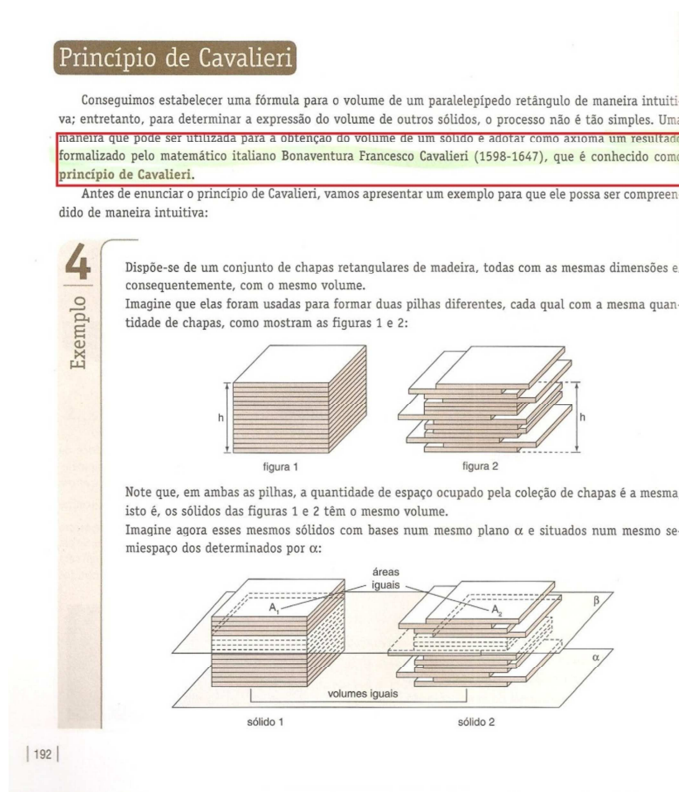 Princípio de Cavalieri
Conseguimos estabelecer uma fórmula para o volume de um paralelepípedo retângulo de maneira intuiti
va; entretanto, para determinar a expressão do volume de outros sólidos, o processo não é tão simples. Uma
maneira que pode ser utilizada para a obtenção do volume de um sólido é adotar como axioma um resultado
formalizado pelo matemático italiano Bonaventura Francesco Cavalieri (1598-1647), que é conhecido como
princípio de Cavalieri.
Antes de enunciar o princípio de Cavalieri, vamos apresentar um exemplo para que ele possa ser compreen
dido de maneira intuitiva:
Exemplo 4
Dispõe-se de um conjunto de chapas retangulares de madeira, todas com as mesmas dimensões e
consequentemente, com o mesmo volume.
Imagine que elas foram usadas para formar duas pilhas diferentes, cada qual com a mesma quan-
tidade de chapas, como mostram as figuras 1 e 2:
h
h
figura 1
figura 2
Note que, em ambas as pilhas, a quantidade de espaço ocupado pela coleção de chapas é a mesma
isto é, os sólidos das figuras 1 e 2 têm o mesmo volume.
Imagine agora esses mesmos sólidos com bases num mesmo plano α e situados num mesmo se-
miespaço dos determinados por α:
áreas
iguais
A₁
A₂
β
α
volumes iguais
sólido 1
sólido 2
192